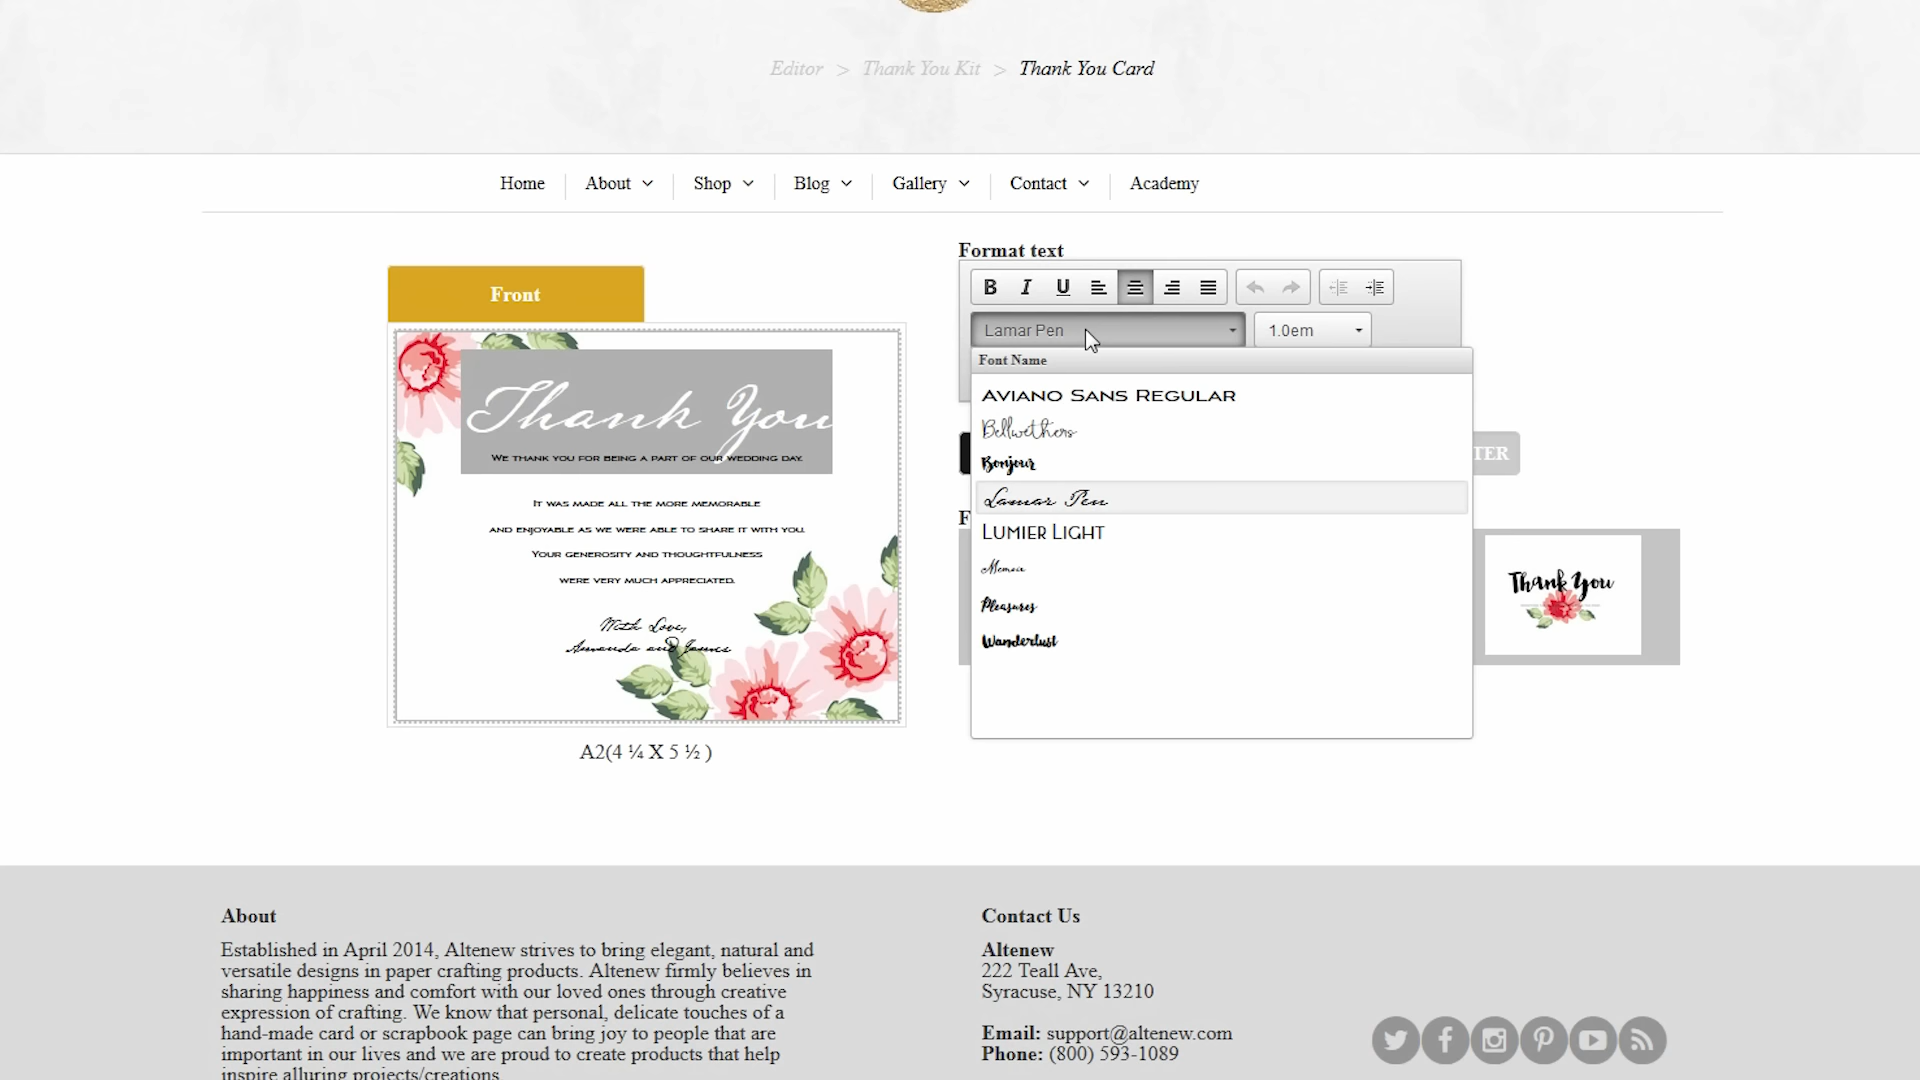 Editor > Thank You Kit > Thank You Card
Home About Shop Blog Gallery Contact Academy
Format text
Front
B I U
Lamar Pen 1.0em
Font Name
Aviano Sans Regular
Bellwethers
Bonjour
Lamar Pen
Lumier Light
Memoir
Pleasures
Wanderlust
TER
F
Thank You
We thank you for being a part of our wedding day.
It was made all the more memorable
and enjoyable as we were able to share it with you.
Your generosity and thoughtfulness
were very much appreciated.
With Love,
Amanda and James
Thank You
A2(4 ¼ X 5 ½ )
About
Established in April 2014, Altenew strives to bring elegant, natural and
versatile designs in paper crafting products. Altenew firmly believes in
sharing happiness and comfort with our loved ones through creative
expression of crafting. We know that personal, delicate touches of a
hand-made card or scrapbook page can bring joy to people that are
important in our lives and we are proud to create products that help
inspire alluring projects/creations.
Contact Us
Altenew
222 Teall Ave,
Syracuse, NY 13210
Email: support@altenew.com
Phone: (800) 593-1089